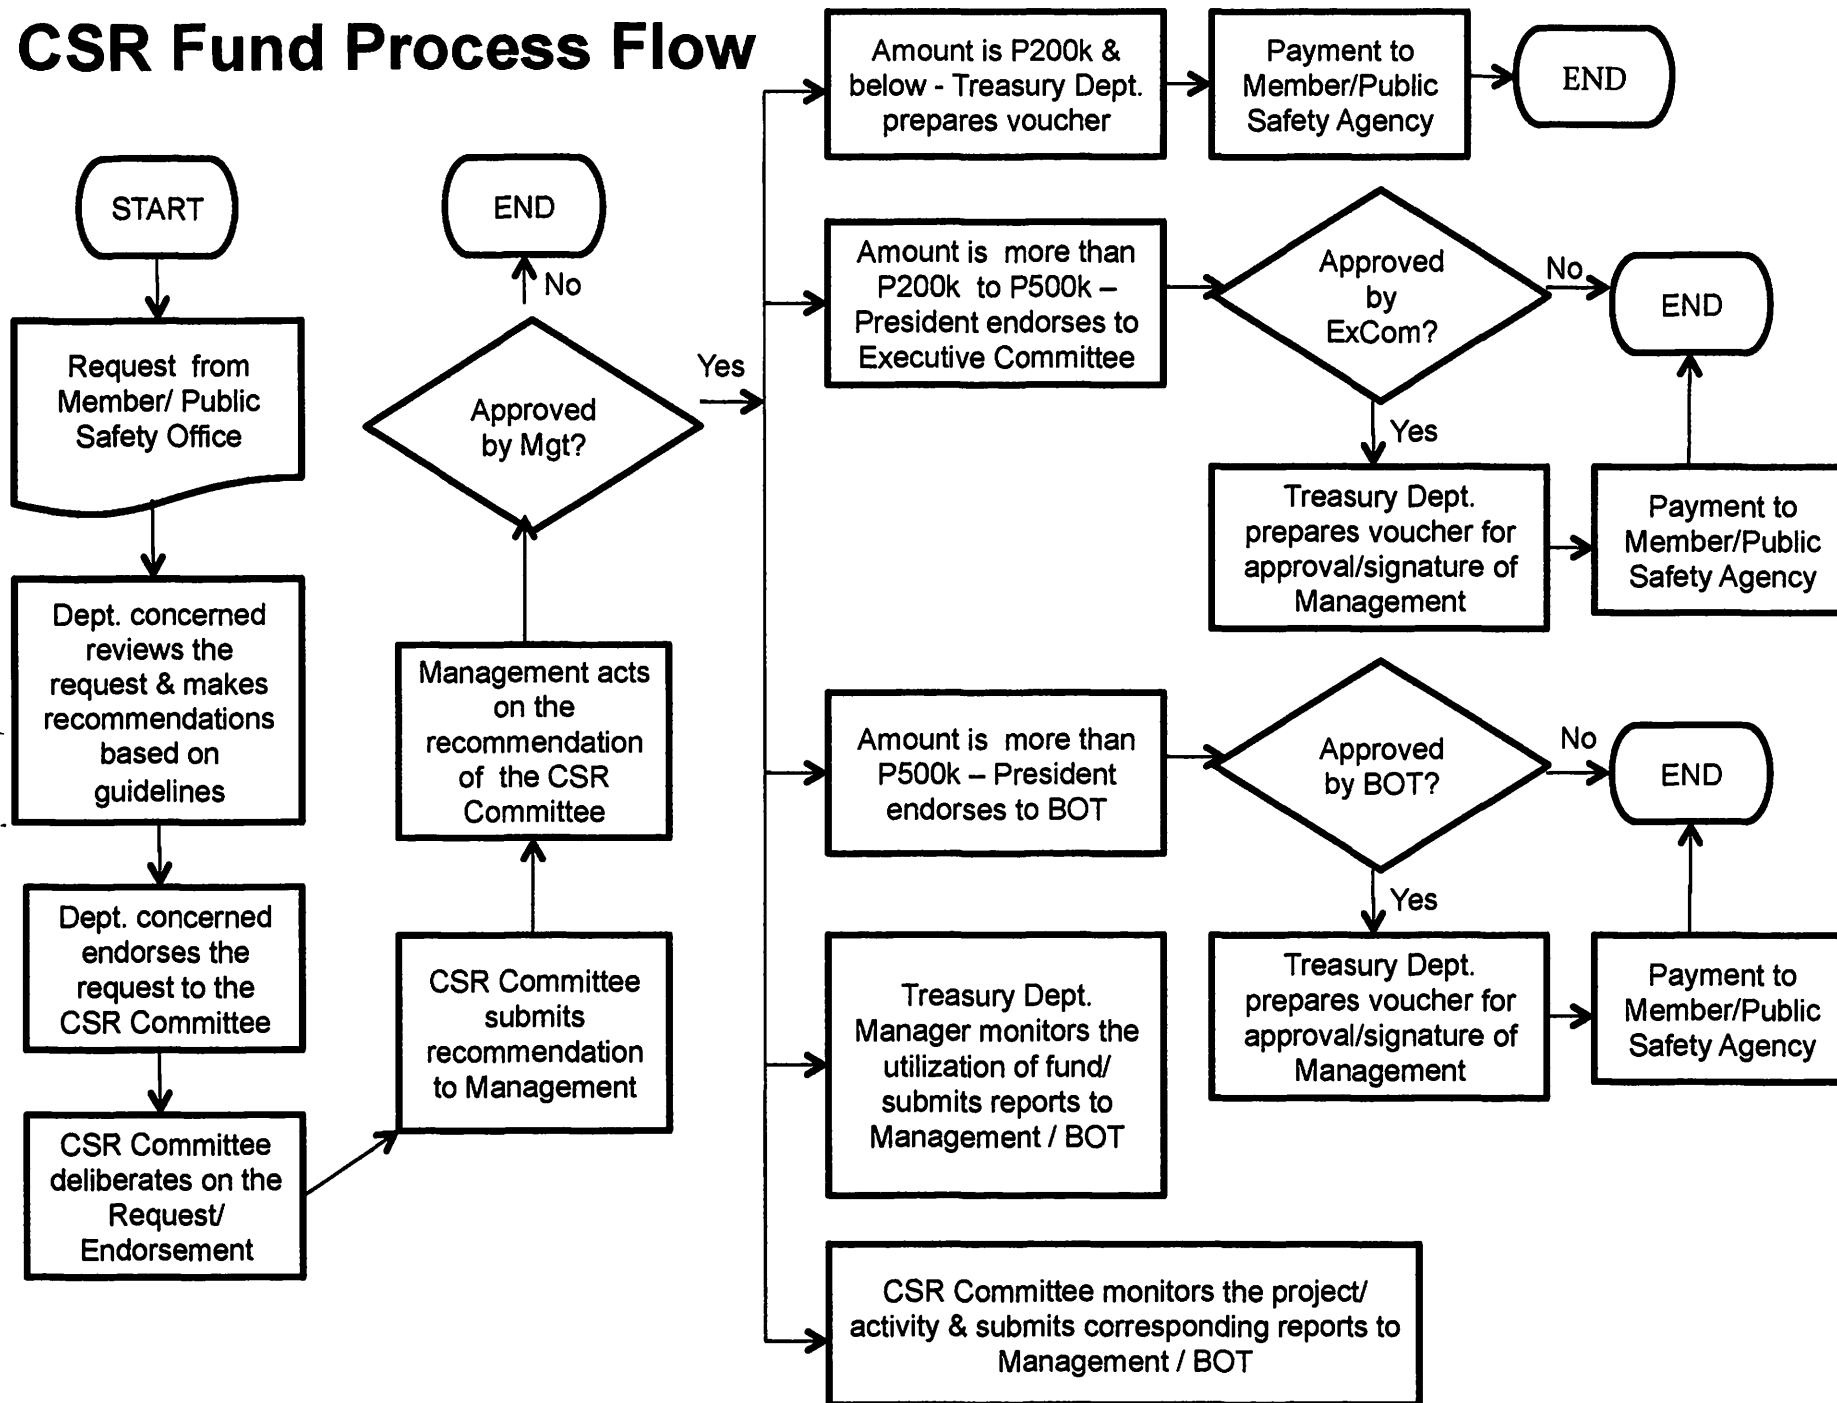 CSR Fund Process Flow
START
Request from
Member/ Public
Safety Office
Dept. concerned
reviews the
request & makes
recommendations
based on
guidelines
Dept. concerned
endorses the
request to the
CSR Committee
CSR Committee
deliberates on the
Request/
Endorsement
CSR Committee
submits
recommendation
to Management
Management acts
on the
recommendation
of the CSR
Committee
Approved
by Mgt?
No
END
Yes
Amount is P200k &
below - Treasury Dept.
prepares voucher
Payment to
Member/Public
Safety Agency
END
Amount is more than
P200k to P500k –
President endorses to
Executive Committee
Approved
by
ExCom?
No
END
Yes
Treasury Dept.
prepares voucher for
approval/signature of
Management
Payment to
Member/Public
Safety Agency
Amount is more than
P500k – President
endorses to BOT
Approved
by BOT?
No
END
Yes
Treasury Dept.
prepares voucher for
approval/signature of
Management
Payment to
Member/Public
Safety Agency
Treasury Dept.
Manager monitors the
utilization of fund/
submits reports to
Management / BOT
CSR Committee monitors the project/
activity & submits corresponding reports to
Management / BOT